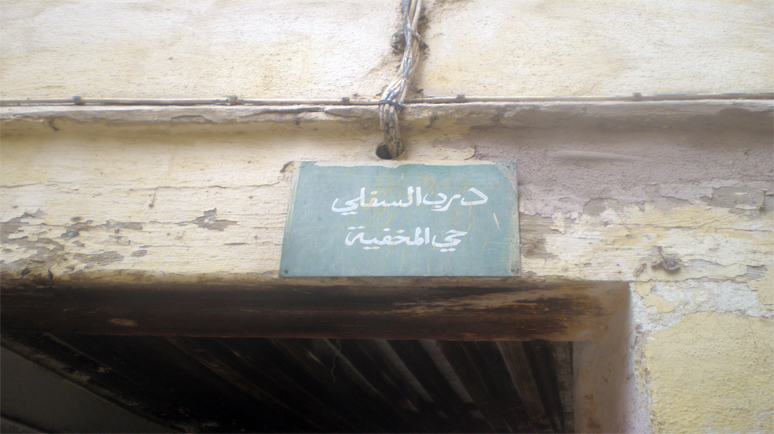 درب السقلي
حي المخفية